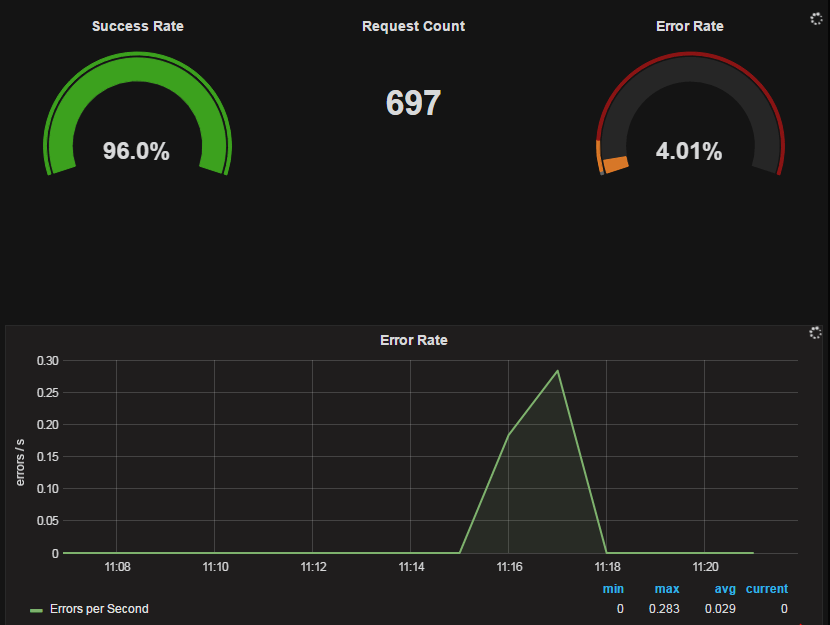 Success Rate
Request Count
Error Rate
96.0%
697
4.01%
Error Rate
errors / s
0.30
0.25
0.20
0.15
0.10
0.05
0
11:08 11:10 11:12 11:14 11:16 11:18 11:20
min max avg current
Errors per Second 0 0.283 0.029 0